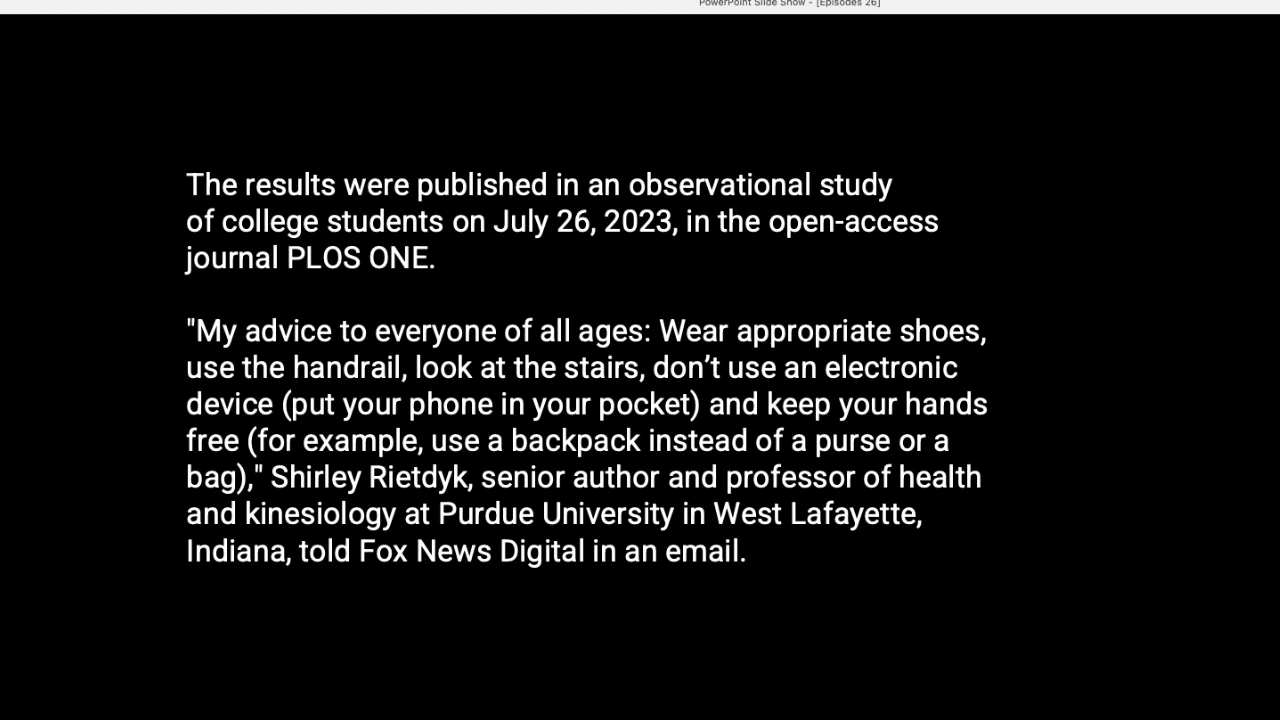 PowerPoint Slide Show - [Episodes 26]
The results were published in an observational study
of college students on July 26, 2023, in the open-access
journal PLOS ONE.
"My advice to everyone of all ages: Wear appropriate shoes,
use the handrail, look at the stairs, don’t use an electronic
device (put your phone in your pocket) and keep your hands
free (for example, use a backpack instead of a purse or a
bag)," Shirley Rietdyk, senior author and professor of health
and kinesiology at Purdue University in West Lafayette,
Indiana, told Fox News Digital in an email.